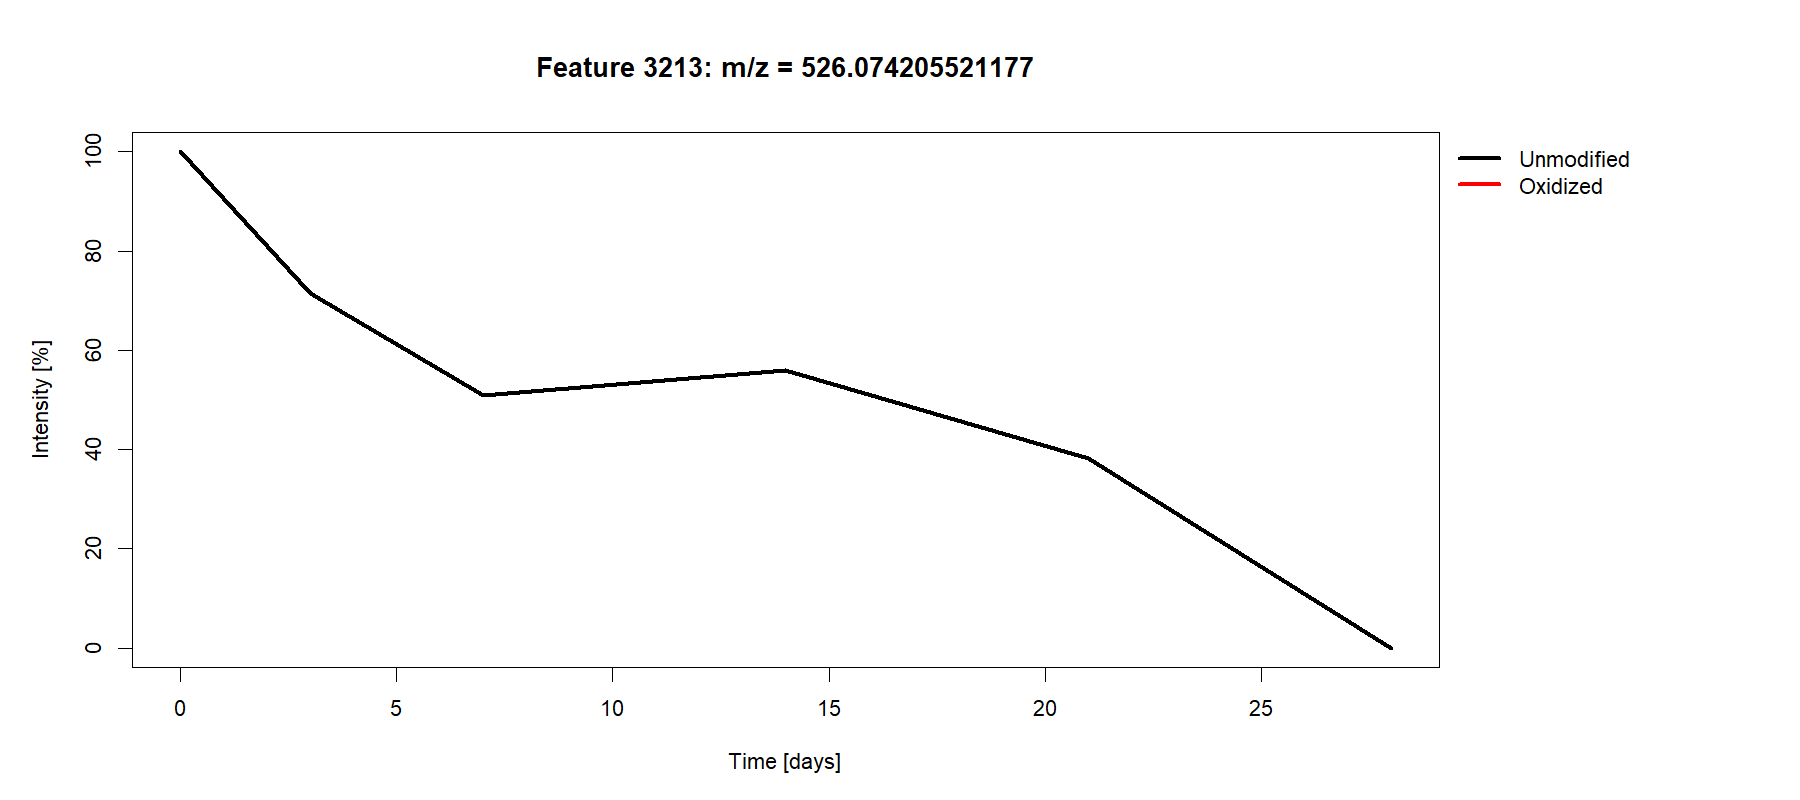 Feature 3213: m/z = 526.074205521177
Unmodified
Oxidized
Intensity [%]
100
80
60
40
20
0
0 5 10 15 20 25
Time [days]